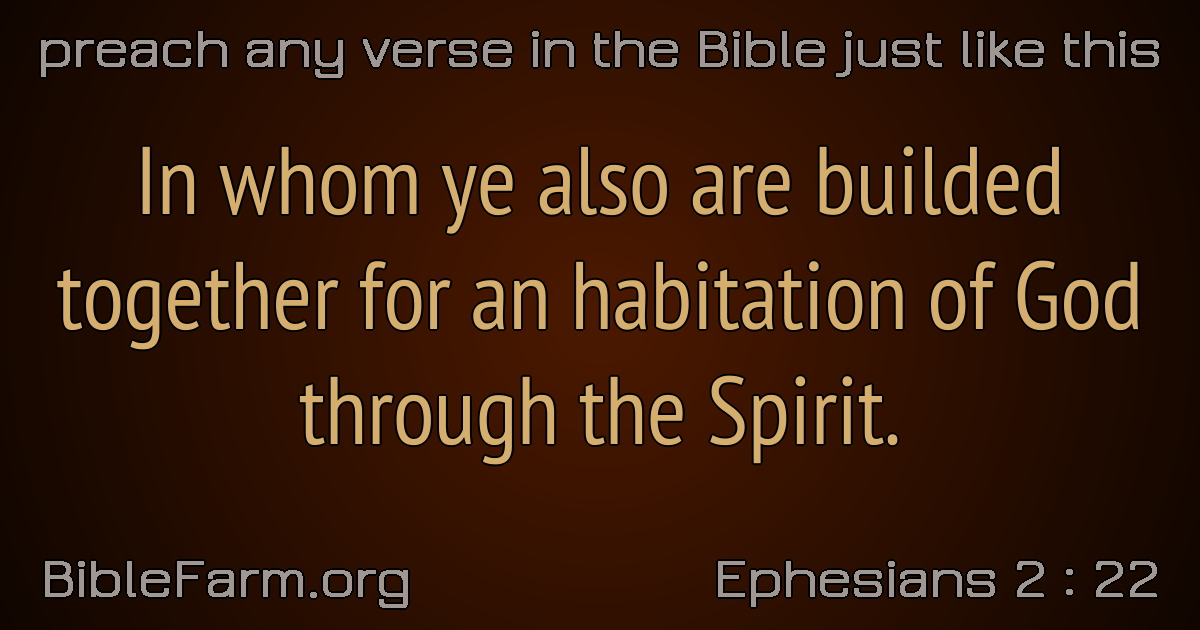 preach any verse in the Bible just like this
In whom ye also are builded
together for an habitation of God
through the Spirit.
BibleFarm.org
Ephesians 2 : 22